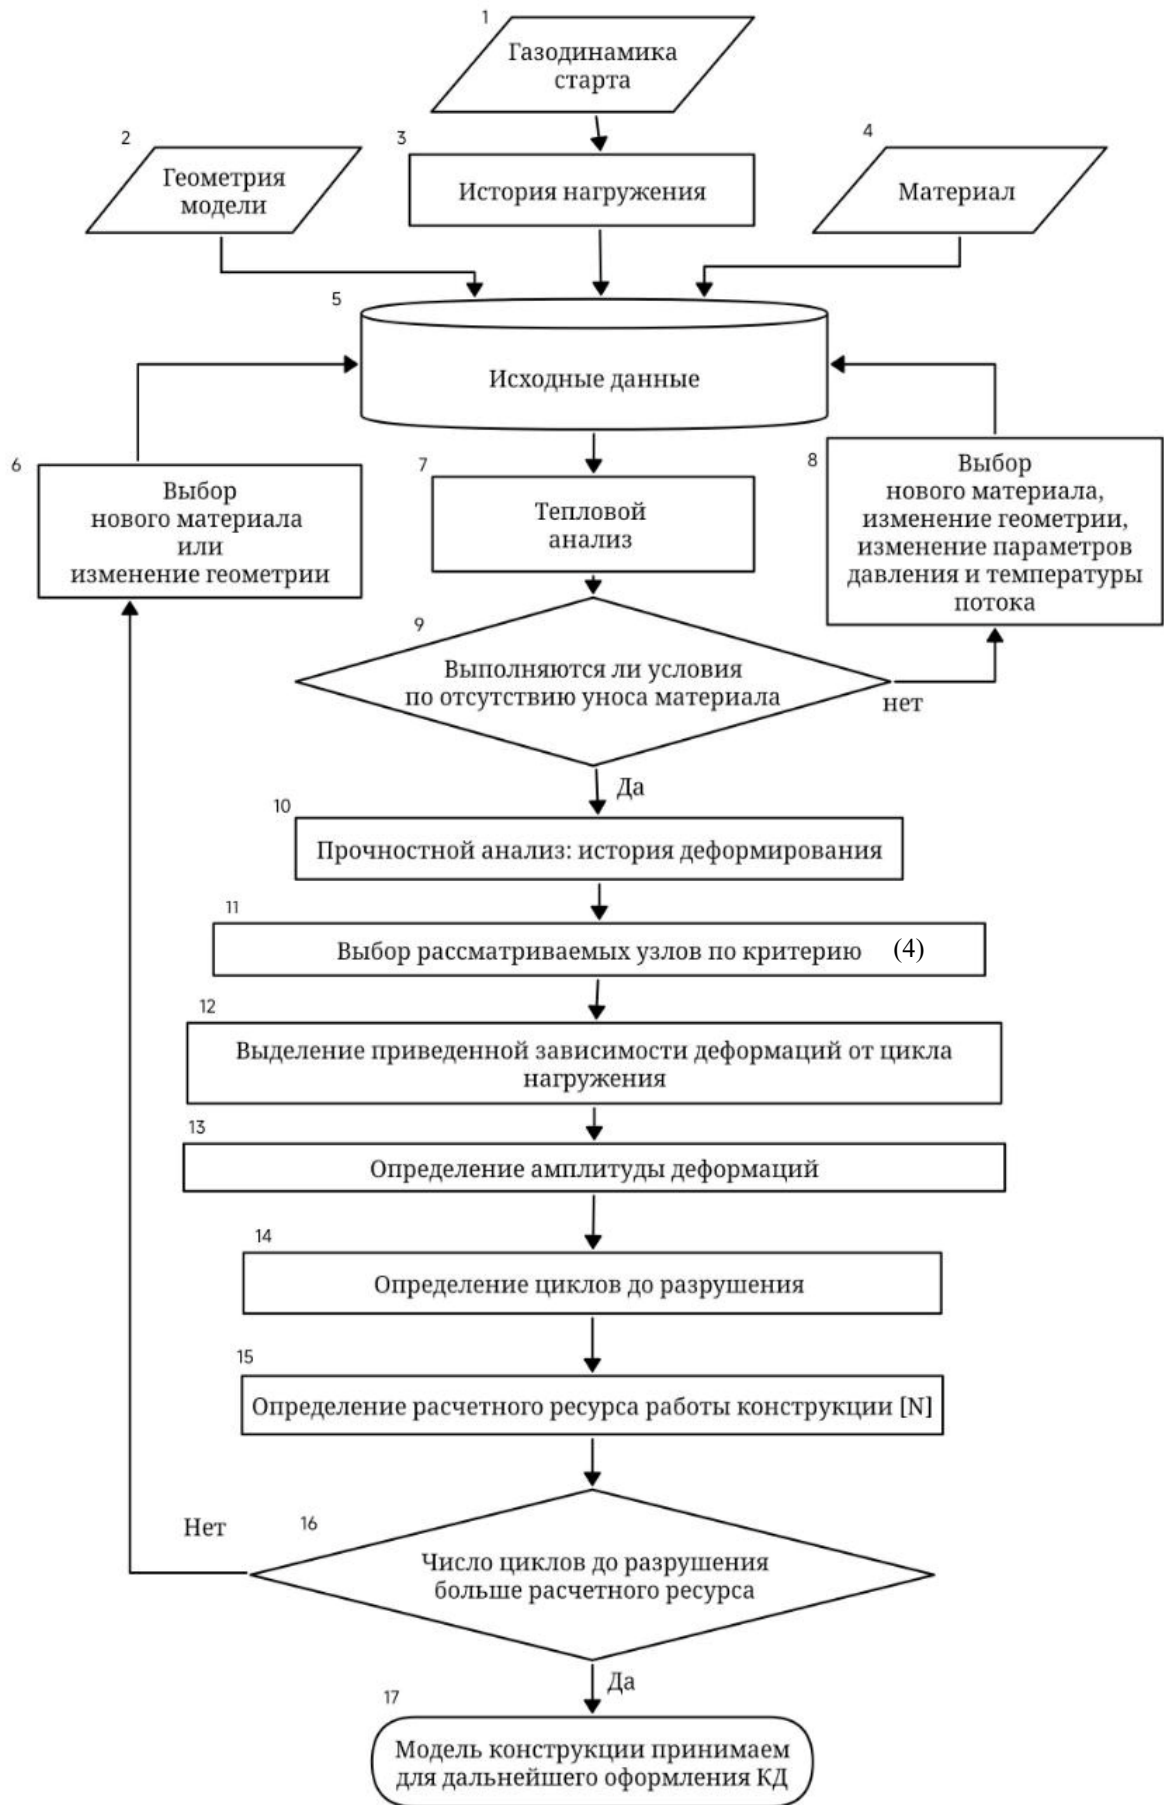 1
Газодинамика
старта
2
Геометрия
модели
3
История нагружения
4
Материал
5
Исходные данные
6
Выбор
нового материала
или
изменение геометрии
7
Тепловой
анализ
8
Выбор
нового материала,
изменение геометрии,
изменение параметров
давления и температуры
потока
9
Выполняются ли условия
по отсутствию уноса материала
нет
Да
10
Прочностной анализ: история деформирования
11
Выбор рассматриваемых узлов по критерию (4)
12
Выделение приведенной зависимости деформаций от цикла
нагружения
13
Определение амплитуды деформаций
14
Определение циклов до разрушения
15
Определение расчетного ресурса работы конструкции [N]
Нет
16
Число циклов до разрушения
больше расчетного ресурса
Да
17
Модель конструкции принимаем
для дальнейшего оформления КД